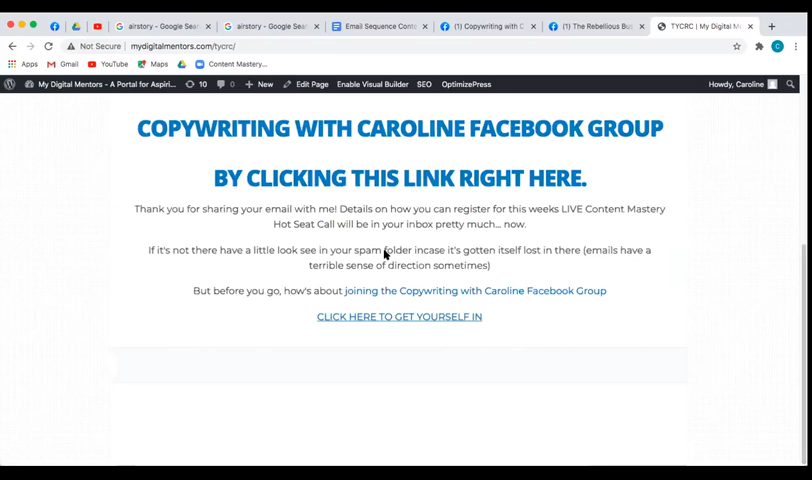 airstory - Google Sear
airstory - Google Sear
Email Sequence Conte
(1) Copywriting with C
(1) The Rebellious Bus
TYCRC | My Digital Me
Not Secure | mydigitalmentors.com/tycrc/
C
Apps
Gmail
YouTube
Maps
Content Mastery...
My Digital Mentors - A Portal for Aspiri...
10
0
New
Edit Page
Enable Visual Builder
SEO
OptimizePress
Howdy, Caroline
COPYWRITING WITH CAROLINE FACEBOOK GROUP
BY CLICKING THIS LINK RIGHT HERE.
Thank you for sharing your email with me! Details on how you can register for this weeks LIVE Content Mastery
Hot Seat Call will be in your inbox pretty much... now.
If it's not there have a little look see in your spam folder incase it's gotten itself lost in there (emails have a
terrible sense of direction sometimes)
But before you go, how's about joining the Copywriting with Caroline Facebook Group
CLICK HERE TO GET YOURSELF IN